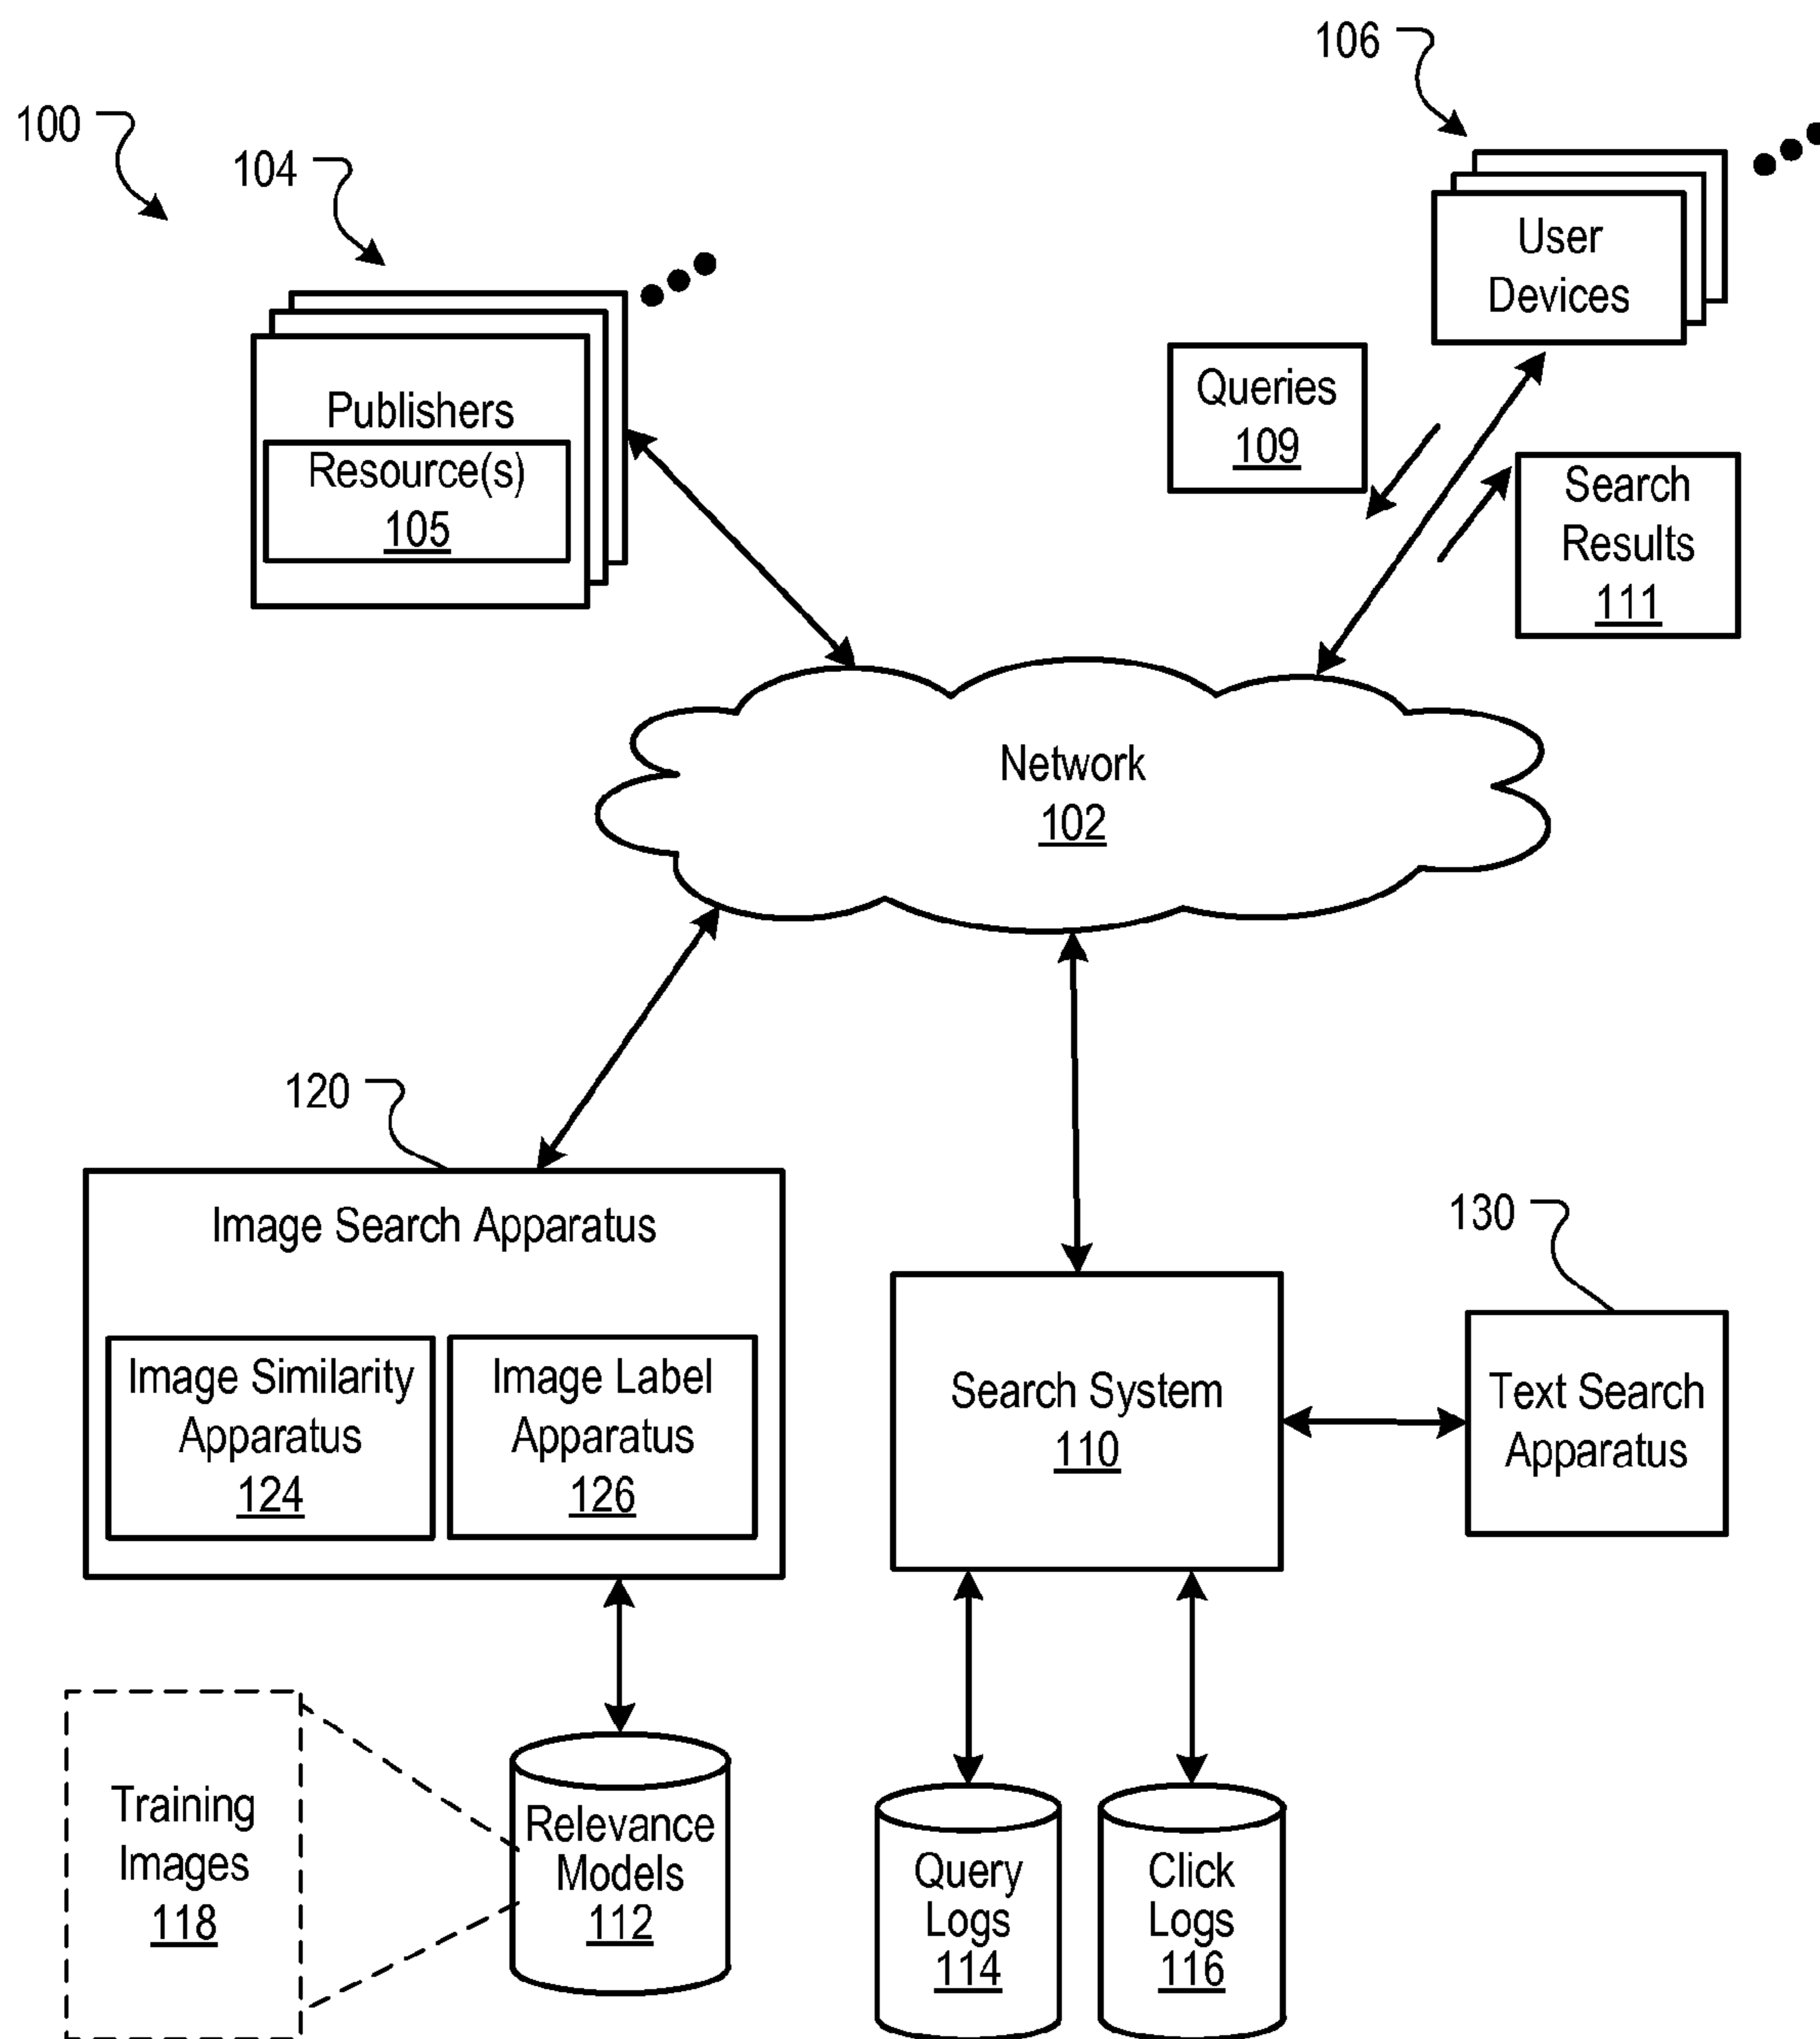 106
100
104
User
Devices
Queries
109
Publishers
Resource(s)
105
Search
Results
111
Network
102
120
Image Search Apparatus
130
Image Similarity
Apparatus
124
Image Label
Apparatus
126
Search System
110
Text Search
Apparatus
Training
Images
118
Relevance
Models
112
Query
Logs
114
Click
Logs
116